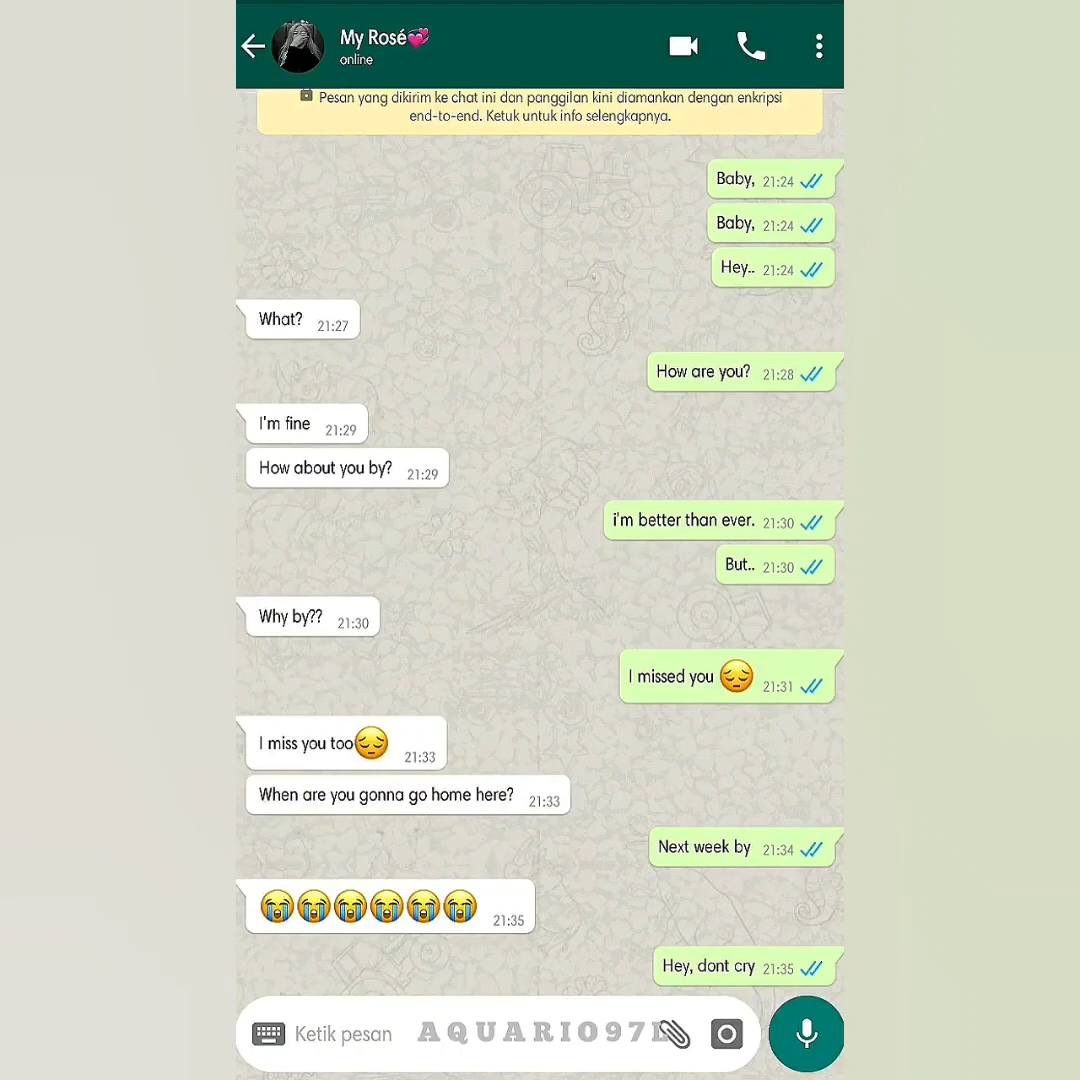 My Rosé💞
online
Pesan yang dikirim ke chat ini dan panggilan kini diamankan dengan enkripsi
end-to-end. Ketuk untuk info selengkapnya.
Baby, 21:24
Baby, 21:24
Hey.. 21:24
What? 21:27
How are you? 21:28
I'm fine 21:29
How about you by? 21:29
i'm better than ever. 21:30
But.. 21:30
Why by?? 21:30
I missed you 😔 21:31
I miss you too😔 21:33
When are you gonna go home here? 21:33
Next week by 21:34
😭😭😭😭😭😭 21:35
Hey, dont cry 21:35
Ketik pesan